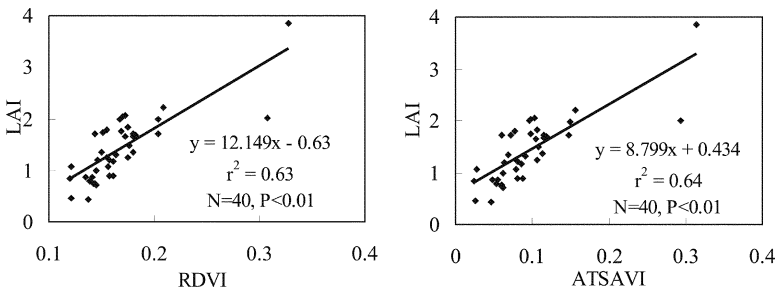 4
3
2
1
0
LAI
y = 12.149x - 0.63
r² = 0.63
N=40, P<0.01
0.1
0.2
0.3
0.4
RDVI
4
3
2
1
0
LAI
y = 8.799x + 0.434
r² = 0.64
N=40, P<0.01
0
0.1
0.2
0.3
0.4
ATSAVI